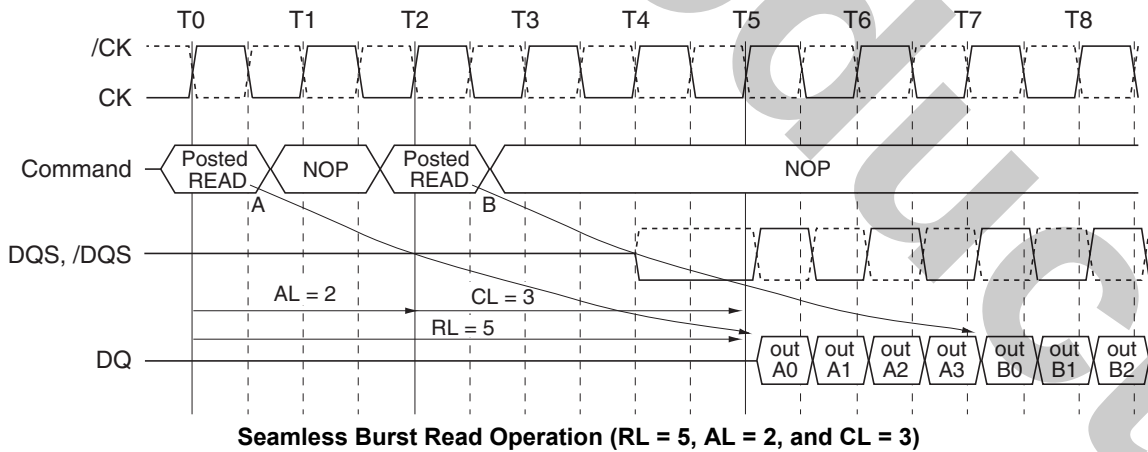 T0 T1 T2 T3 T4 T5 T6 T7 T8
/CK
CK
Command
Posted READ
NOP
Posted READ
NOP
A
B
DQS, /DQS
AL = 2
CL = 3
RL = 5
DQ
out A0
out A1
out A2
out A3
out B0
out B1
out B2
Seamless Burst Read Operation (RL = 5, AL = 2, and CL = 3)